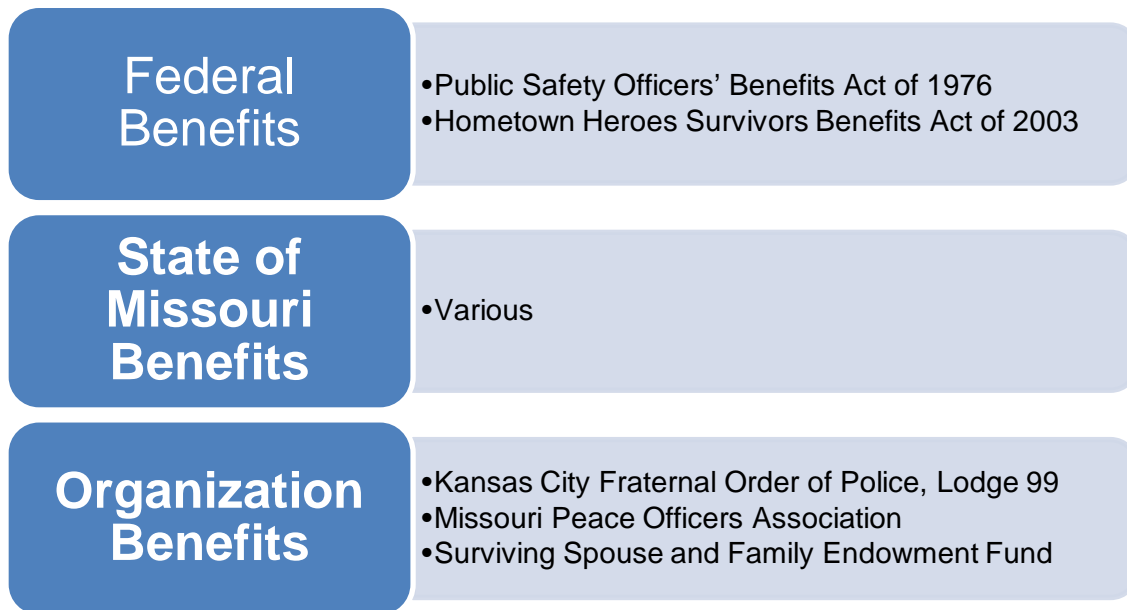 Federal
Benefits
•Public Safety Officers’ Benefits Act of 1976
•Hometown Heroes Survivors Benefits Act of 2003
State of
Missouri
Benefits
•Various
Organization
Benefits
•Kansas City Fraternal Order of Police, Lodge 99
•Missouri Peace Officers Association
•Surviving Spouse and Family Endowment Fund